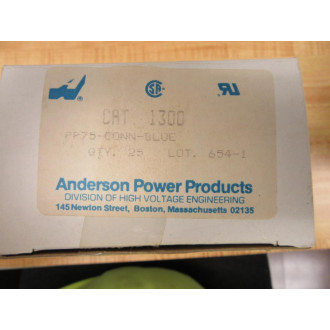 CAT 1300
PP75-CONN-BLUE
QTY. 25 LOT. 654-1
Anderson Power Products
DIVISION OF HIGH VOLTAGE ENGINEERING
145 Newton Street, Boston, Massachusetts 02135